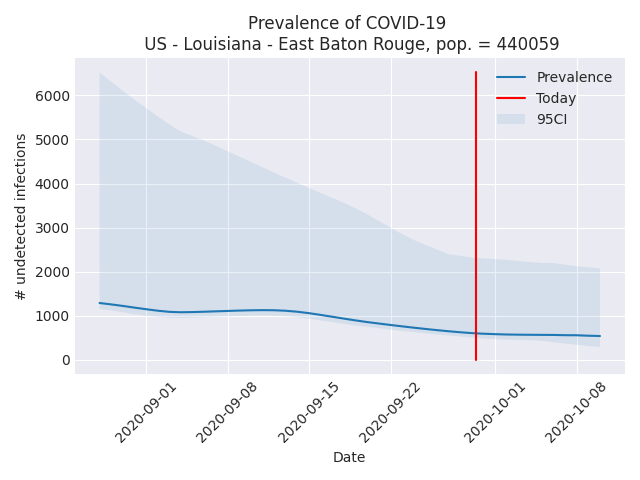 Prevalence of COVID-19
US - Louisiana - East Baton Rouge, pop. = 440059
Prevalence
Today
95CI
# undetected infections
6000
5000
4000
3000
2000
1000
0
2020-09-01
2020-09-08
2020-09-15
2020-09-22
2020-10-01
2020-10-08
Date